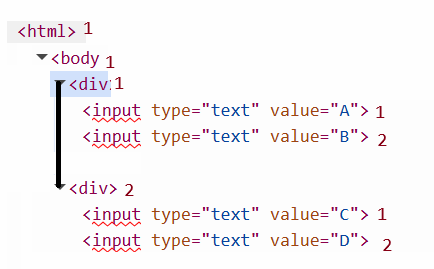 <html> 1
<body 1
<div 1
<input type="text" value="A"> 1
<input type="text" value="B"> 2
<div> 2
<input type="text" value="C"> 1
<input type="text" value="D"> 2